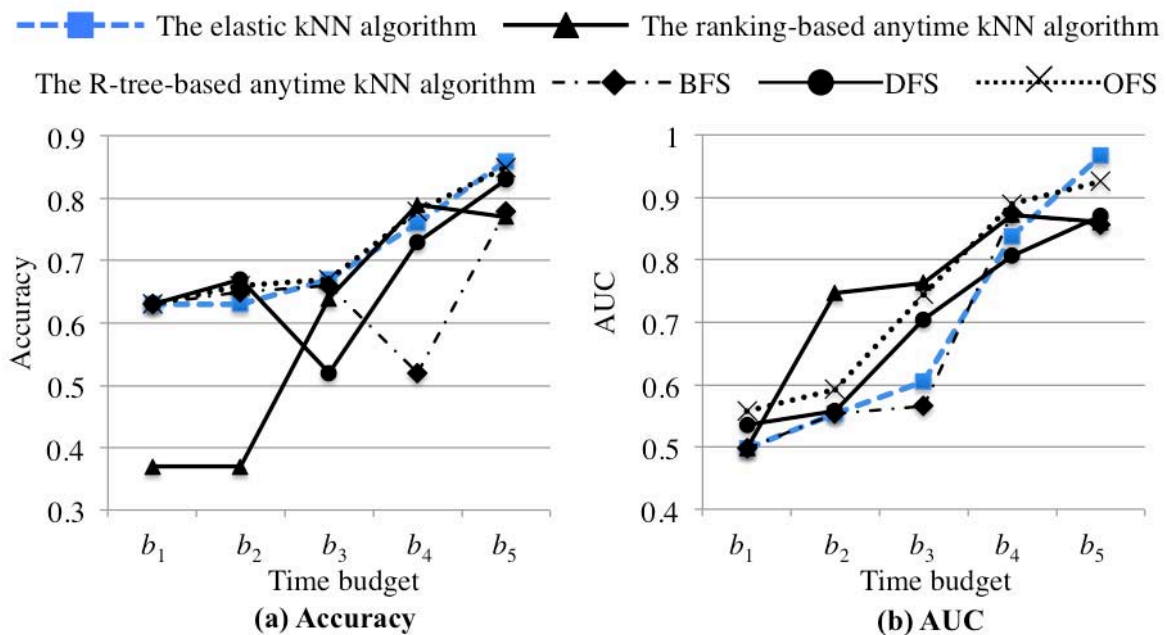 The elastic kNN algorithm The ranking-based anytime kNN algorithm
The R-tree-based anytime kNN algorithm BFS DFS OFS
0.9
0.8
0.7
0.6
0.5
0.4
0.3
Accuracy
b1 b2 b3 b4 b5
Time budget
(a) Accuracy
1
0.9
0.8
0.7
0.6
0.5
0.4
AUC
b1 b2 b3 b4 b5
Time budget
(b) AUC